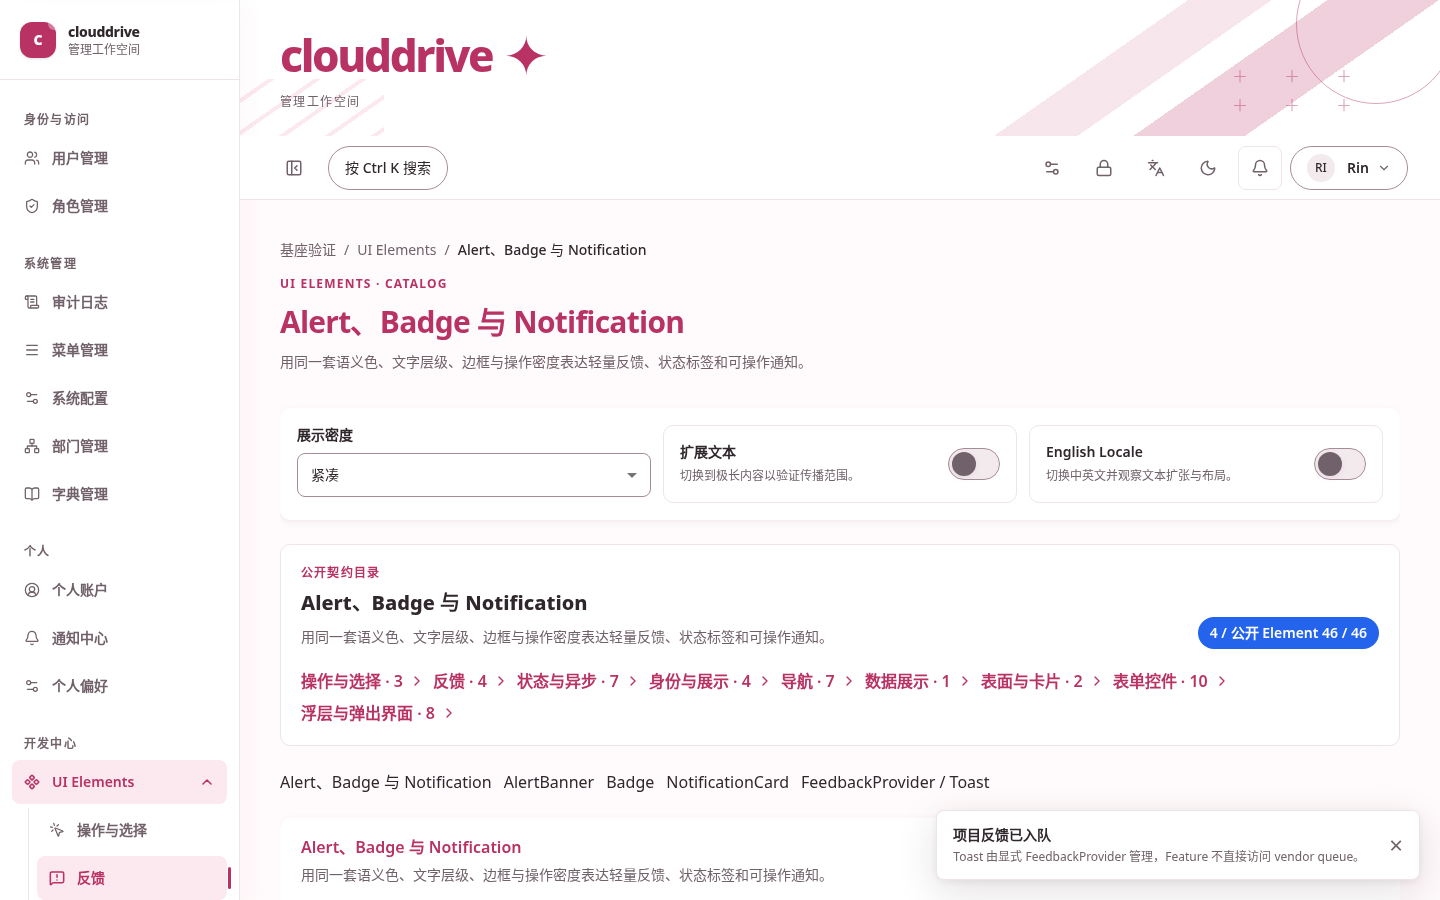 c
clouddrive
管理工作空间
身份与访问
用户管理
角色管理
系统管理
审计日志
菜单管理
系统配置
部门管理
字典管理
个人
个人账户
通知中心
个人偏好
开发中心
UI Elements
操作与选择
反馈
clouddrive ✦
管理工作空间
按 Ctrl K 搜索
RI
Rin
基座验证 / UI Elements / Alert、Badge 与 Notification
UI ELEMENTS · CATALOG
Alert、Badge 与 Notification
用同一套语义色、文字层级、边框与操作密度表达轻量反馈、状态标签和可操作通知。
展示密度
紧凑
扩展文本
切换到极长内容以验证传播范围。
English Locale
切换中英文并观察文本扩张与布局。
公开契约目录
Alert、Badge 与 Notification
用同一套语义色、文字层级、边框与操作密度表达轻量反馈、状态标签和可操作通知。
4 / 公开 Element 46 / 46
操作与选择 · 3 反馈 · 4 状态与异步 · 7 身份与展示 · 4 导航 · 7 数据展示 · 1 表面与卡片 · 2 表单控件 · 10
浮层与弹出界面 · 8
Alert、Badge 与 Notification AlertBanner Badge NotificationCard FeedbackProvider / Toast
Alert、Badge 与 Notification
用同一套语义色、文字层级、边框与操作密度表达轻量反馈、状态标签和可操作通知。
项目反馈已入队
Toast 由显式 FeedbackProvider 管理，Feature 不直接访问 vendor queue。